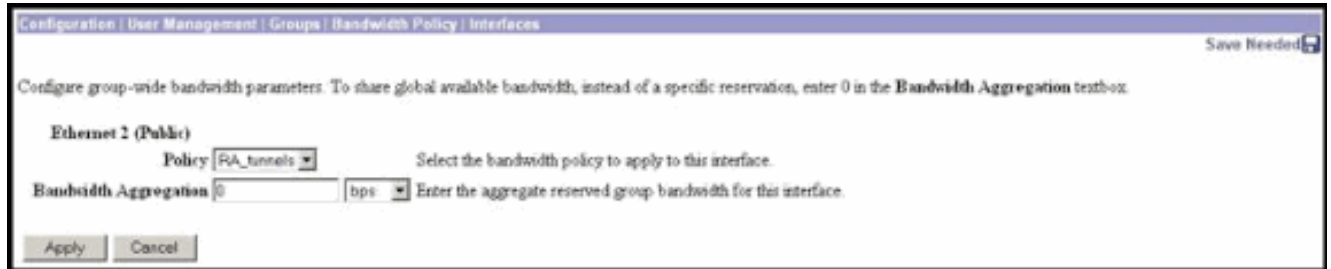 Configuration | User Management | Groups | Bandwidth Policy | Interfaces
Save Needed
Configure group-wide bandwidth parameters. To share global available bandwidth, instead of a specific reservation, enter 0 in the Bandwidth Aggregation textbox.
Ethernet 2 (Public)
Policy RA_tunnels Select the bandwidth policy to apply to this interface.
Bandwidth Aggregation 0 bps Enter the aggregate reserved group bandwidth for this interface.
Apply Cancel